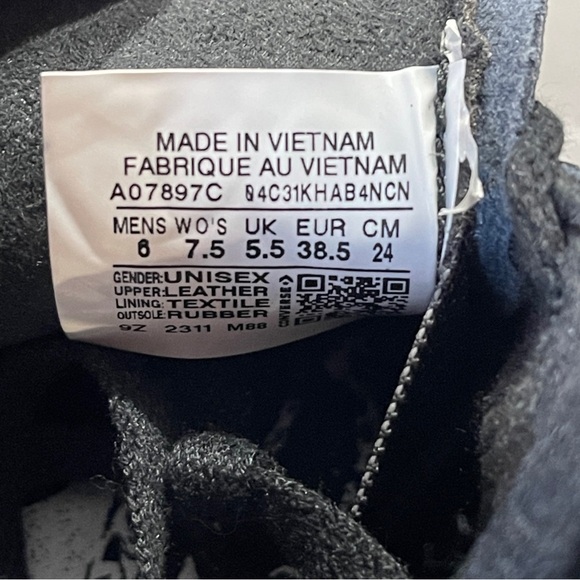 MADE IN VIETNAM
FABRIQUE AU VIETNAM
A07897C 04C31KHAB4NCN
MENS WO'S UK EUR CM
6 7.5 5.5 38.5 24
GENDER:UNISEX
UPPER:LEATHER
LINING:TEXTILE
OUTSOLE:RUBBER
CONVERSE
9Z 2311 M88